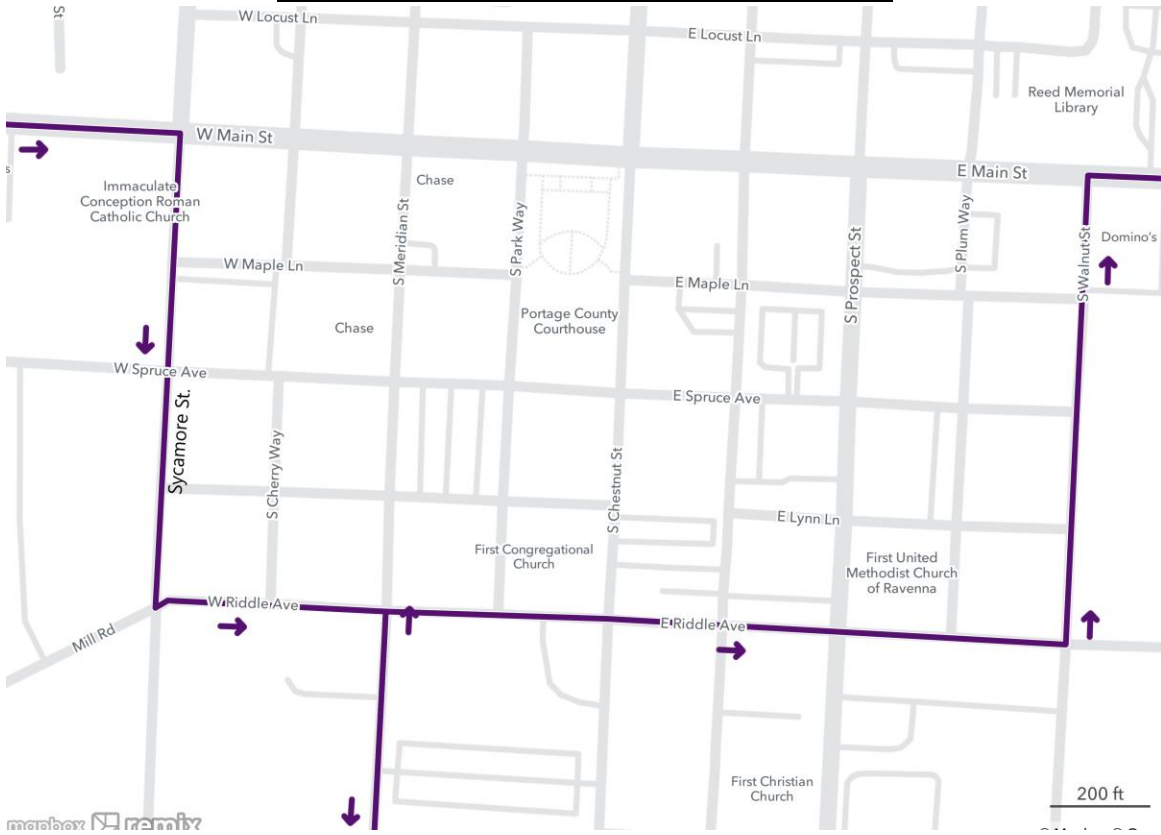 St
W Locust Ln
E Locust Ln
Reed Memorial
Library
W Main St
E Main St
s
Immaculate
Conception Roman
Catholic Church
Chase
S Meridian St
S Park Way
S Prospect St
S Plum Way
S Walnut St
Domino's
W Maple Ln
E Maple Ln
Portage County
Courthouse
Chase
W Spruce Ave
E Spruce Ave
Sycamore St.
S Cherry Way
S Chestnut St
E Lynn Ln
First Congregational
Church
First United
Methodist Church
of Ravenna
W Riddle Ave
E Riddle Ave
Mill Rd
First Christian
Church
200 ft
mapbox remix